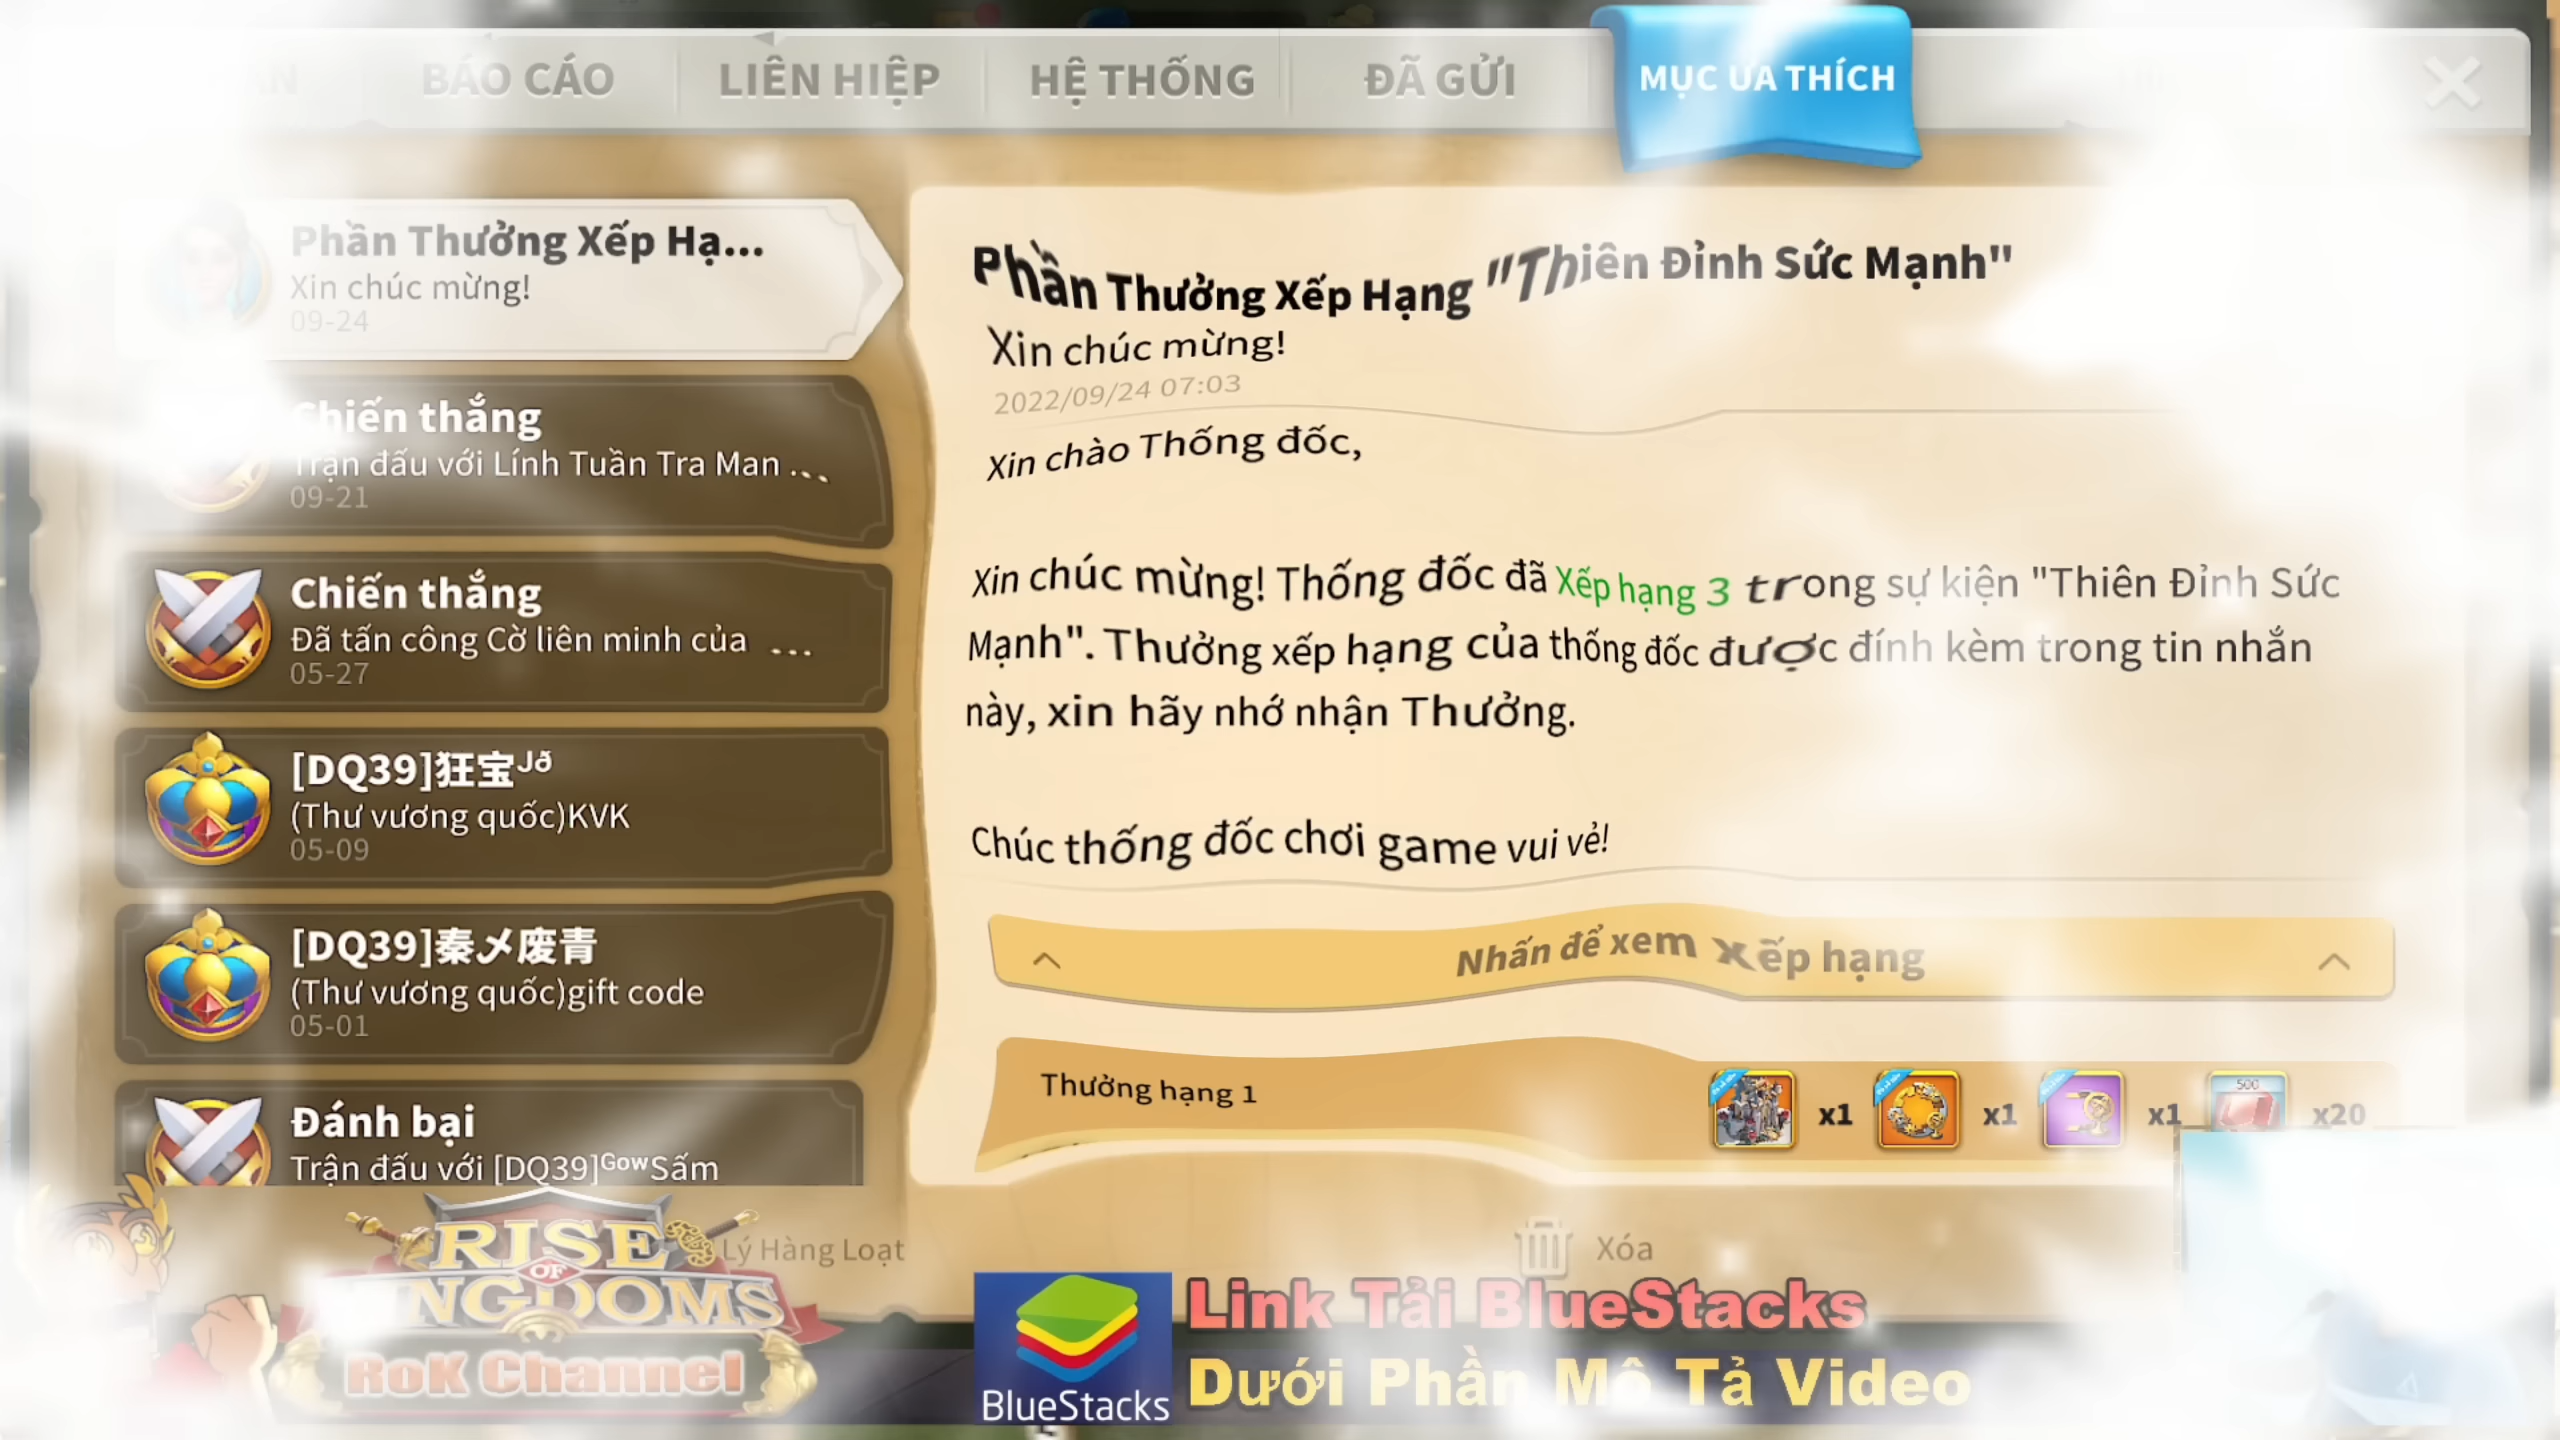 BÁO CÁO
LIÊN HIỆP
HỆ THỐNG
ĐÃ GỬI
MỤC ƯA THÍCH
Phần Thưởng Xếp Hạ...
Xin chúc mừng!
09-24
Chiến thắng
Trận đấu với Lính Tuần Tra Man ...
09-21
Chiến thắng
Đã tấn công Cờ liên minh của ...
05-27
[DQ39]狂宝ᴶð
(Thư vương quốc)KVK
05-09
[DQ39]秦〆废青
(Thư vương quốc)gift code
05-01
Đánh bại
Trận đấu với [DQ39]ᴳᵒʷSấm
Lý Hàng Loạt
Phần Thưởng Xếp Hạng "Thiên Đỉnh Sức Mạnh"
Xin chúc mừng!
2022/09/24 07:03
Xin chào Thống đốc,
Xin chúc mừng! Thống đốc đã Xếp hạng 3 trong sự kiện "Thiên Đỉnh Sức
Mạnh". Thưởng xếp hạng của thống đốc được đính kèm trong tin nhắn
này, xin hãy nhớ nhận Thưởng.
Chúc thống đốc chơi game vui vẻ!
Nhấn để xem xếp hạng
Thưởng hạng 1
x1
x1
x1
500
x20
Xóa
RISE
OF
KINGDOMS
RoK Channel
BlueStacks
Link Tải BlueStacks
Dưới Phần Mô Tả Video